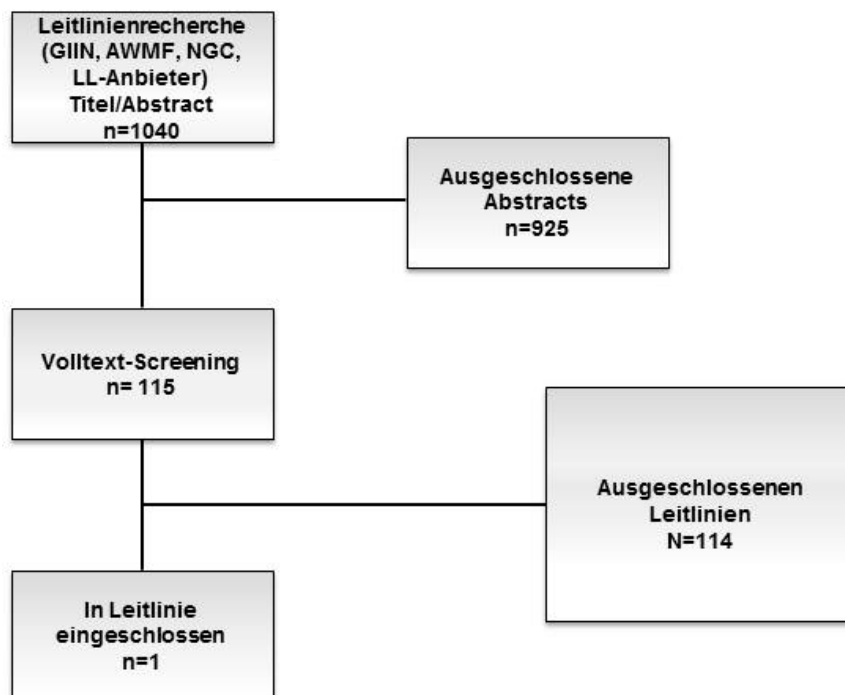 Leitlinienrecherche
(GIIN, AWMF, NGC,
LL-Anbieter)
Titel/Abstract
n=1040
Ausgeschlossene
Abstracts
n=925
Volltext-Screening
n= 115
Ausgeschlossenen
Leitlinien
N=114
In Leitlinie
eingeschlossen
n=1